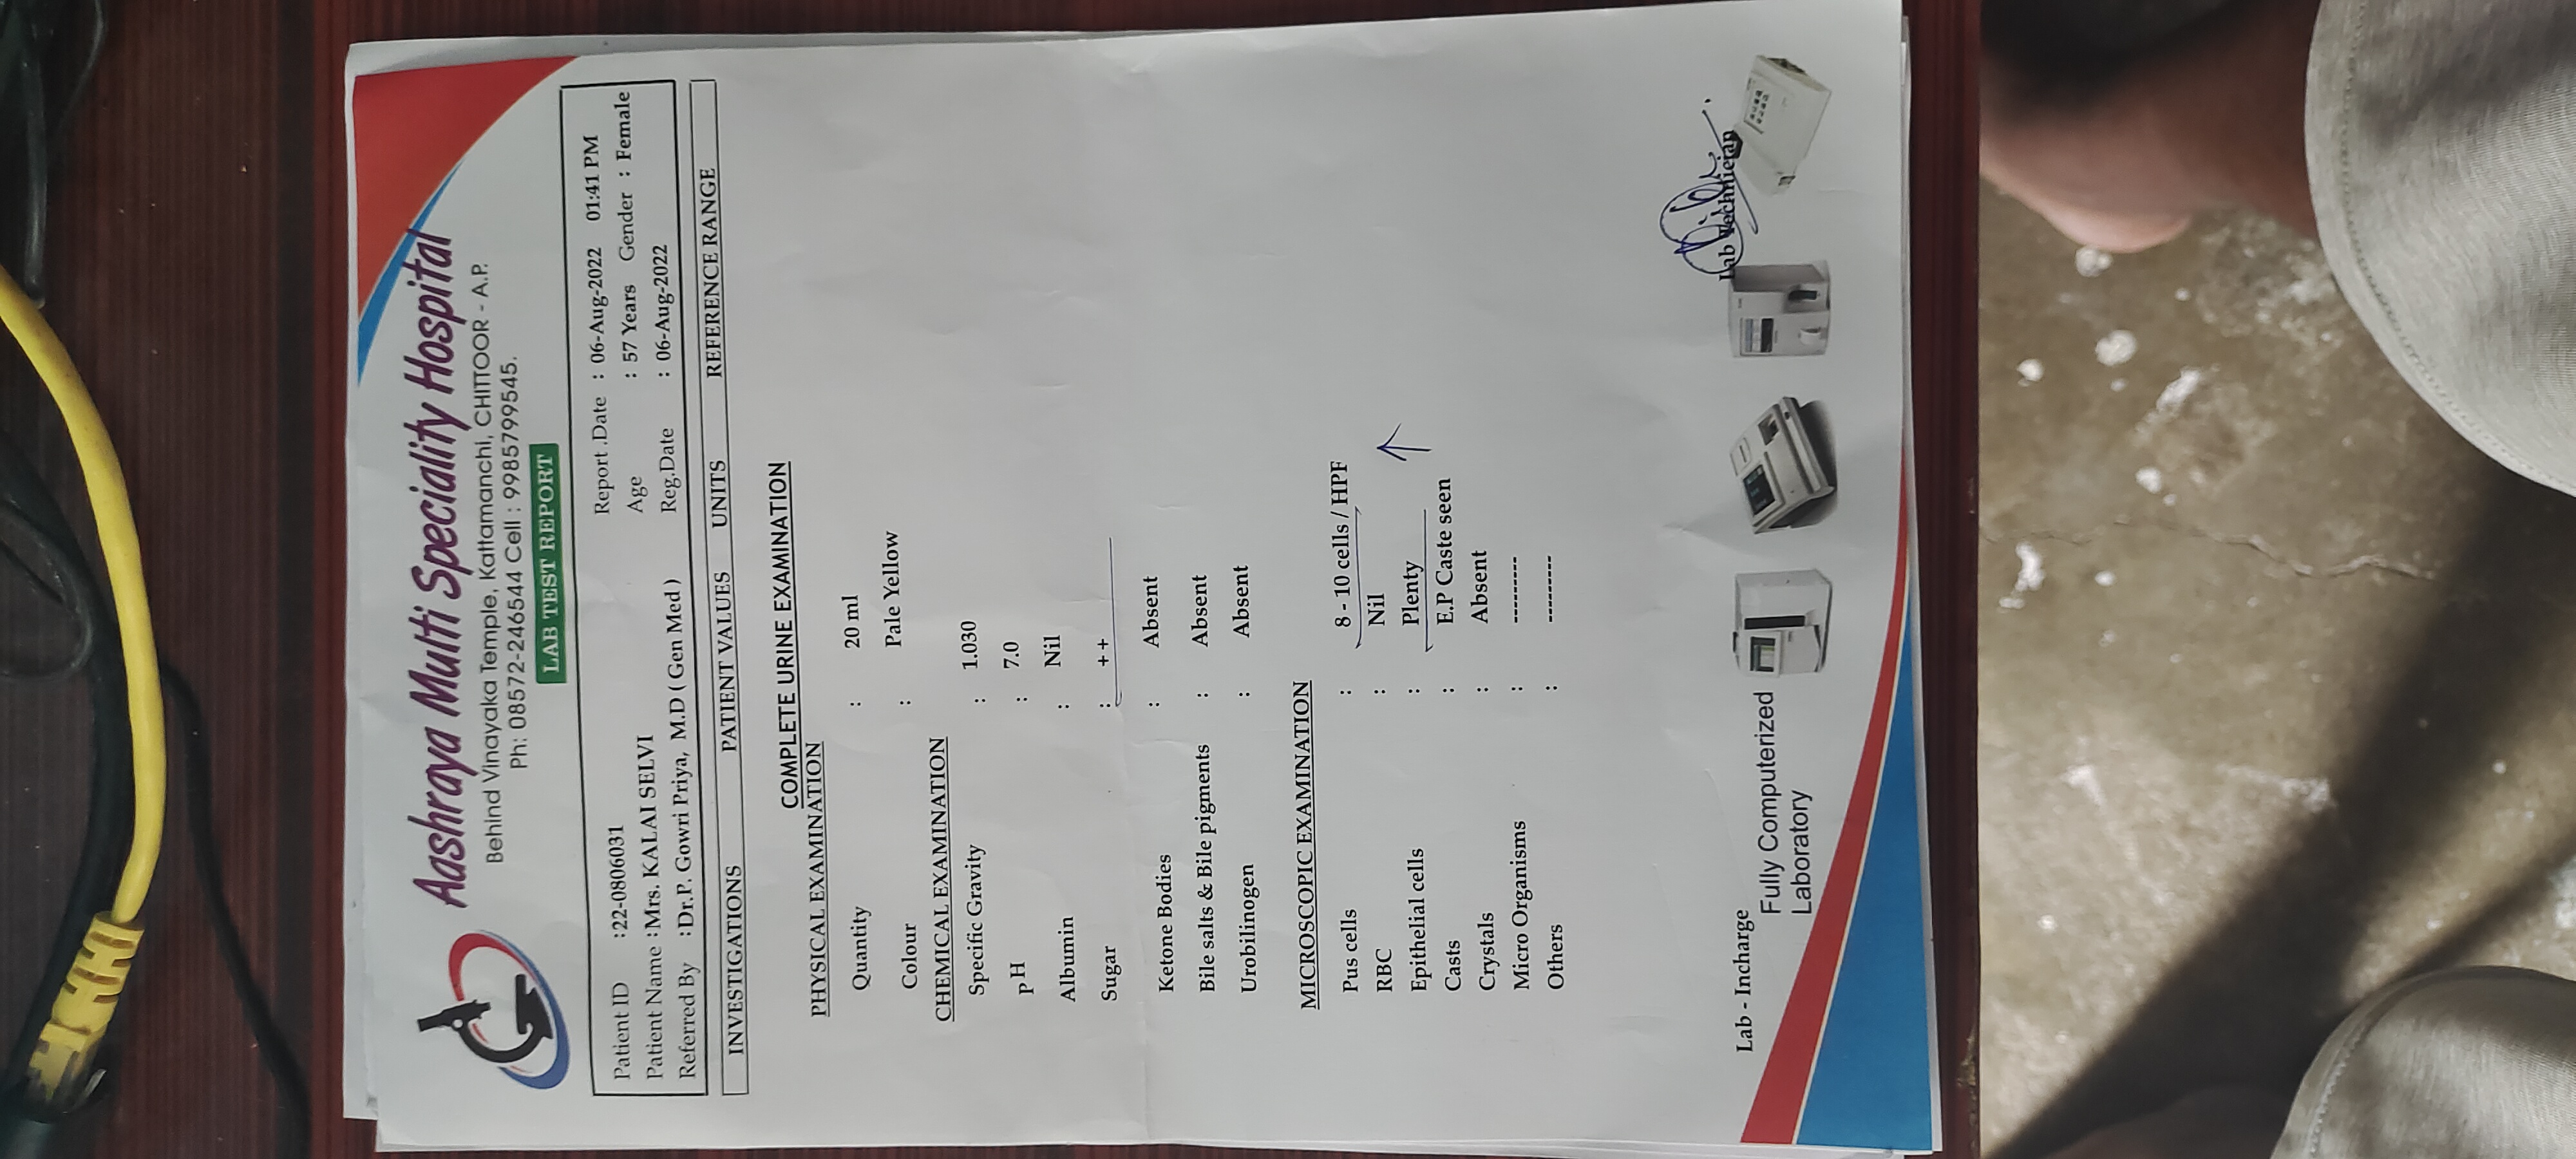 Aashraya Multi Speciality Hospital
Behind Vinayaka Temple, Kattamanchi, CHITTOOR - A.P.
Ph: 08572-246544 Cell : 9985799545.
LAB TEST REPORT
Patient ID :22-0806031 Report .Date : 06-Aug-2022 01:41 PM
Patient Name :Mrs. KALAI SELVI Age : 57 Years Gender : Female
Referred By :Dr.P. Gowri Priya, M.D ( Gen Med ) Reg.Date : 06-Aug-2022
INVESTIGATIONS PATIENT VALUES UNITS REFERENCE RANGE
COMPLETE URINE EXAMINATION
PHYSICAL EXAMINATION
Quantity : 20 ml
Colour : Pale Yellow
CHEMICAL EXAMINATION
Specific Gravity : 1.030
P H : 7.0
Albumin : Nil
Sugar : ++
Ketone Bodies : Absent
Bile salts & Bile pigments : Absent
Urobilinogen : Absent
MICROSCOPIC EXAMINATION
Pus cells : 8 - 10 cells / HPF
RBC : Nil
Epithelial cells : Plenty
Casts : E.P Caste seen
Crystals : Absent
Micro Organisms : ---------
Others : ---------
Lab - Incharge Lab Technician
Fully Computerized
Laboratory